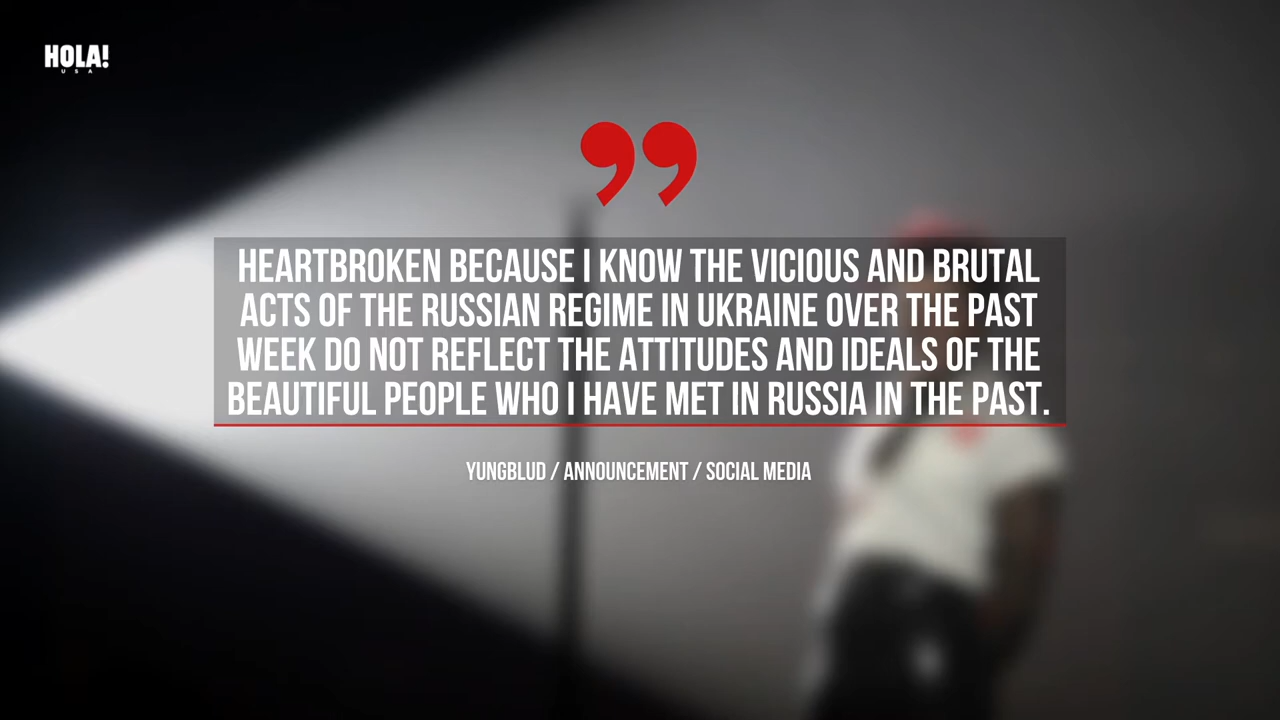 HOLA!
USA
”
HEARTBROKEN BECAUSE I KNOW THE VICIOUS AND BRUTAL
ACTS OF THE RUSSIAN REGIME IN UKRAINE OVER THE PAST
WEEK DO NOT REFLECT THE ATTITUDES AND IDEALS OF THE
BEAUTIFUL PEOPLE WHO I HAVE MET IN RUSSIA IN THE PAST.
YUNGBLUD / ANNOUNCEMENT / SOCIAL MEDIA